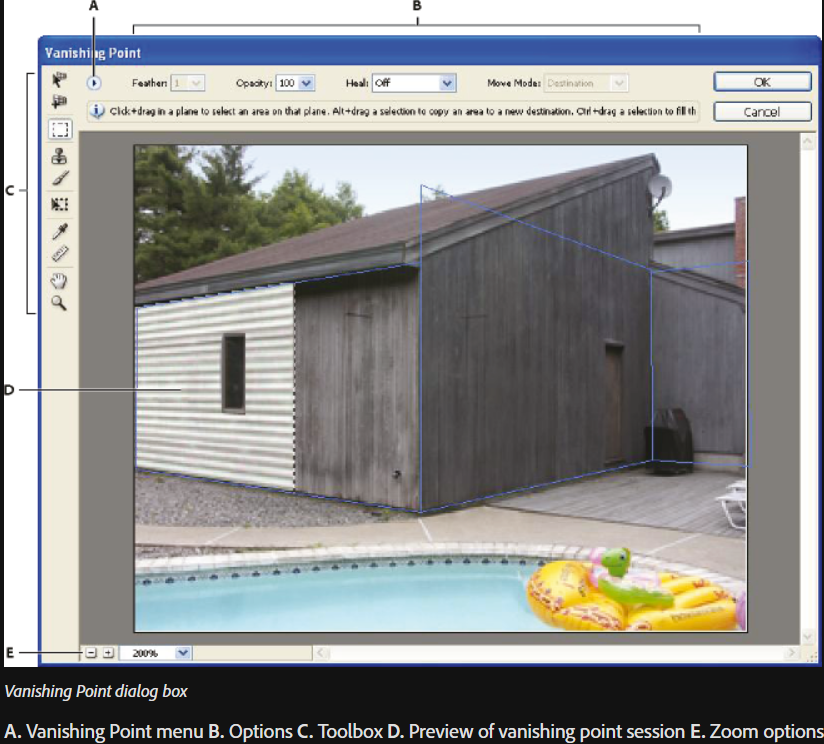 A
B
Vanishing Point
Feather: 1
Opacity: 100
Heal: Off
Move Mode: Destination
OK
Click+drag in a plane to select an area on that plane. Alt+drag a selection to copy an area to a new destination. Ctrl+drag a selection to fill th
Cancel
C
D
E
200%
Vanishing Point dialog box
A. Vanishing Point menu B. Options C. Toolbox D. Preview of vanishing point session E. Zoom options